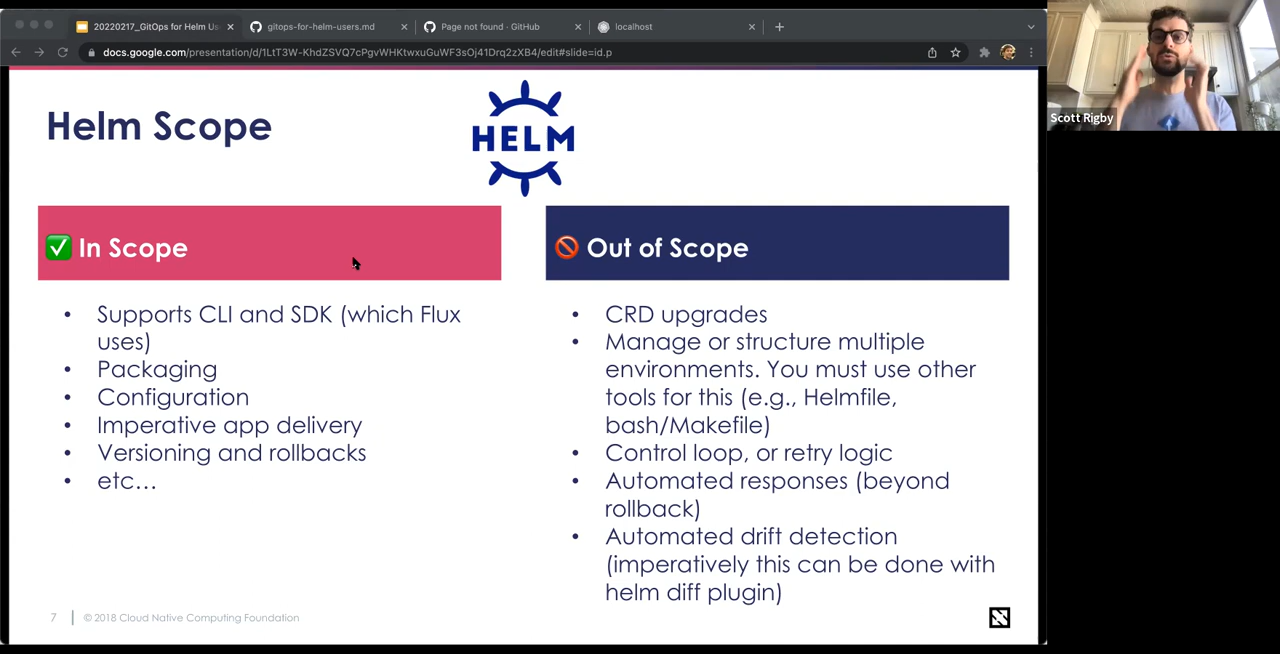 20220217_GitOps for Helm Us
gitops-for-helm-users.md
Page not found · GitHub
localhost
docs.google.com/presentation/d/1LtT3W-KhdZSVQ7cPgvWHKtwxuGuWF3sOj41Drq2zXB4/edit#slide=id.p
Scott Rigby
Helm Scope
HELM
✅ In Scope
• Supports CLI and SDK (which Flux
uses)
• Packaging
• Configuration
• Imperative app delivery
• Versioning and rollbacks
• etc…
🚫 Out of Scope
• CRD upgrades
• Manage or structure multiple
environments. You must use other
tools for this (e.g., Helmfile,
bash/Makefile)
• Control loop, or retry logic
• Automated responses (beyond
rollback)
• Automated drift detection
(imperatively this can be done with
helm diff plugin)
7
© 2018 Cloud Native Computing Foundation